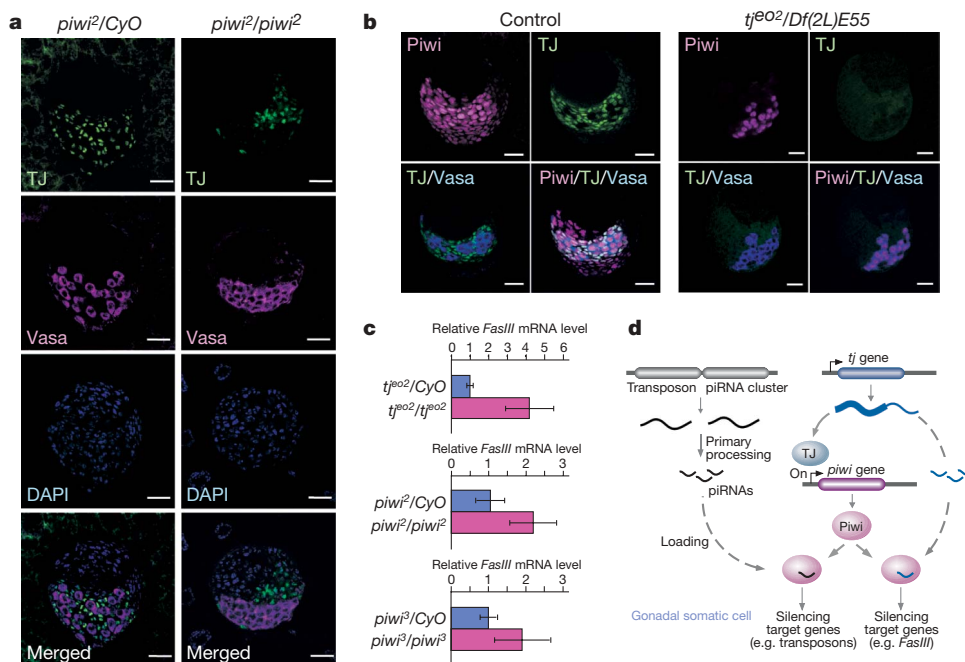 a
piwi²/CyO piwi²/piwi²
TJ TJ
Vasa Vasa
DAPI DAPI
Merged Merged
b
Control tjᵉᵒ²/Df(2L)E55
Piwi TJ Piwi TJ
TJ/Vasa Piwi/TJ/Vasa TJ/Vasa Piwi/TJ/Vasa
c
Relative FasIII mRNA level
0 1 2 3 4 5 6
tjᵉᵒ²/CyO
tjᵉᵒ²/tjᵉᵒ²
Relative FasIII mRNA level
0 1 2 3
piwi²/CyO
piwi²/piwi²
Relative FasIII mRNA level
0 1 2 3
piwi³/CyO
piwi³/piwi³
d
tj gene
Transposon piRNA cluster
Primary
processing
TJ
On piwi gene
piRNAs
Piwi
Loading
Gonadal somatic cell
Silencing
target genes
(e.g. transposons)
Silencing
target genes
(e.g. FasIII)